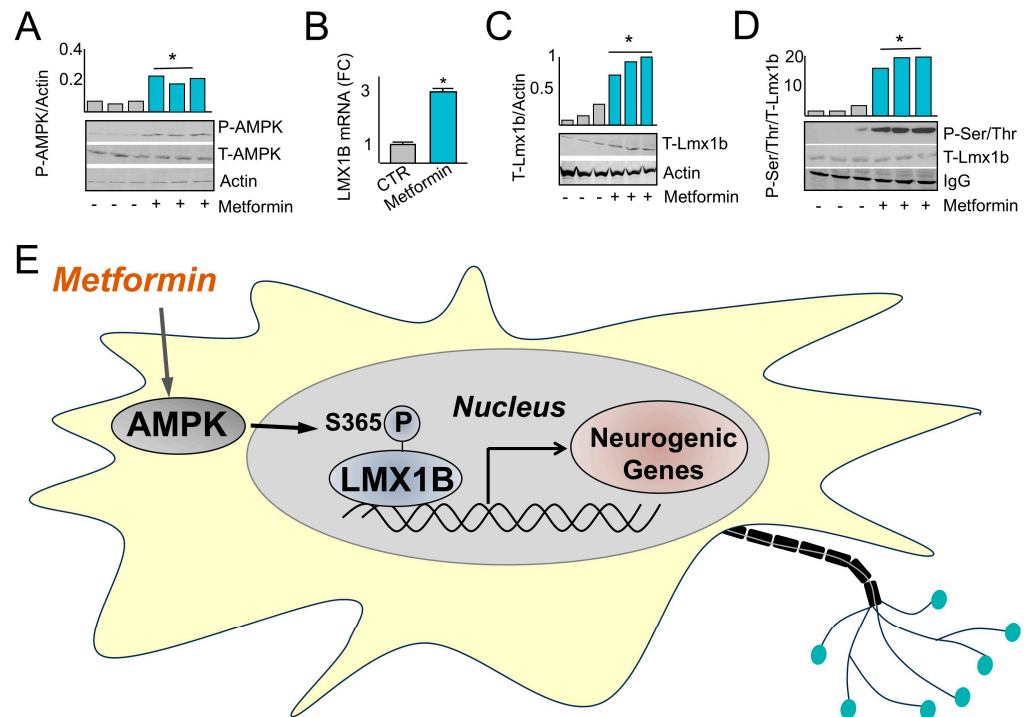 A
P-AMPK/Actin
0.4
0.2
*
P-AMPK
T-AMPK
Actin
- - - + + +
Metformin
B
LMX1B mRNA (FC)
3
1
*
CTR
Metformin
C
T-Lmx1b/Actin
1
0.5
*
T-Lmx1b
Actin
- - - + + +
Metformin
D
P-Ser/Thr/T-Lmx1b
20
10
*
P-Ser/Thr
T-Lmx1b
IgG
- - - + + +
Metformin
E
Metformin
AMPK
S365
P
LMX1B
Nucleus
Neurogenic
Genes